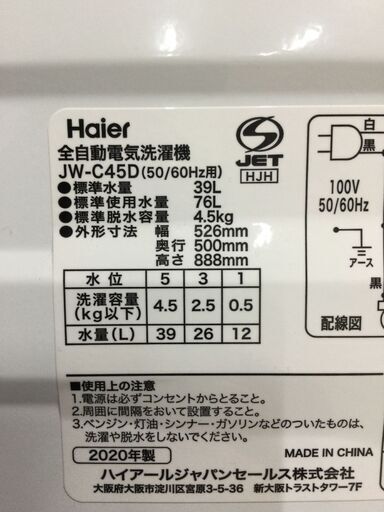 Haier
全自動電気洗濯機
JW-C45D(50/60Hz用)
■標準水量 39L
■標準使用水量 76L
■標準脱水容量 4.5kg
■外形寸法 幅 526mm
奥行 500mm
高さ 888mm
S
JET
HJH
白
黒
100V
50/60Hz
アース
黒
配線図
水位 5 3 1
洗濯容量(kg以下) 4.5 2.5 0.5
水量(L) 39 26 12
■使用上の注意
1.電源は必ずコンセントからとること。
2.周囲に間隔をおいて設置すること。
3.ベンジン・灯油・シンナー・ガソリンなどのついたものは、
洗濯や脱水をしないでください。
2020年製
MADE IN CHINA
ハイアールジャパンセールス株式会社
大阪府大阪市淀川区宮原3-5-36 新大阪トラストタワー7F